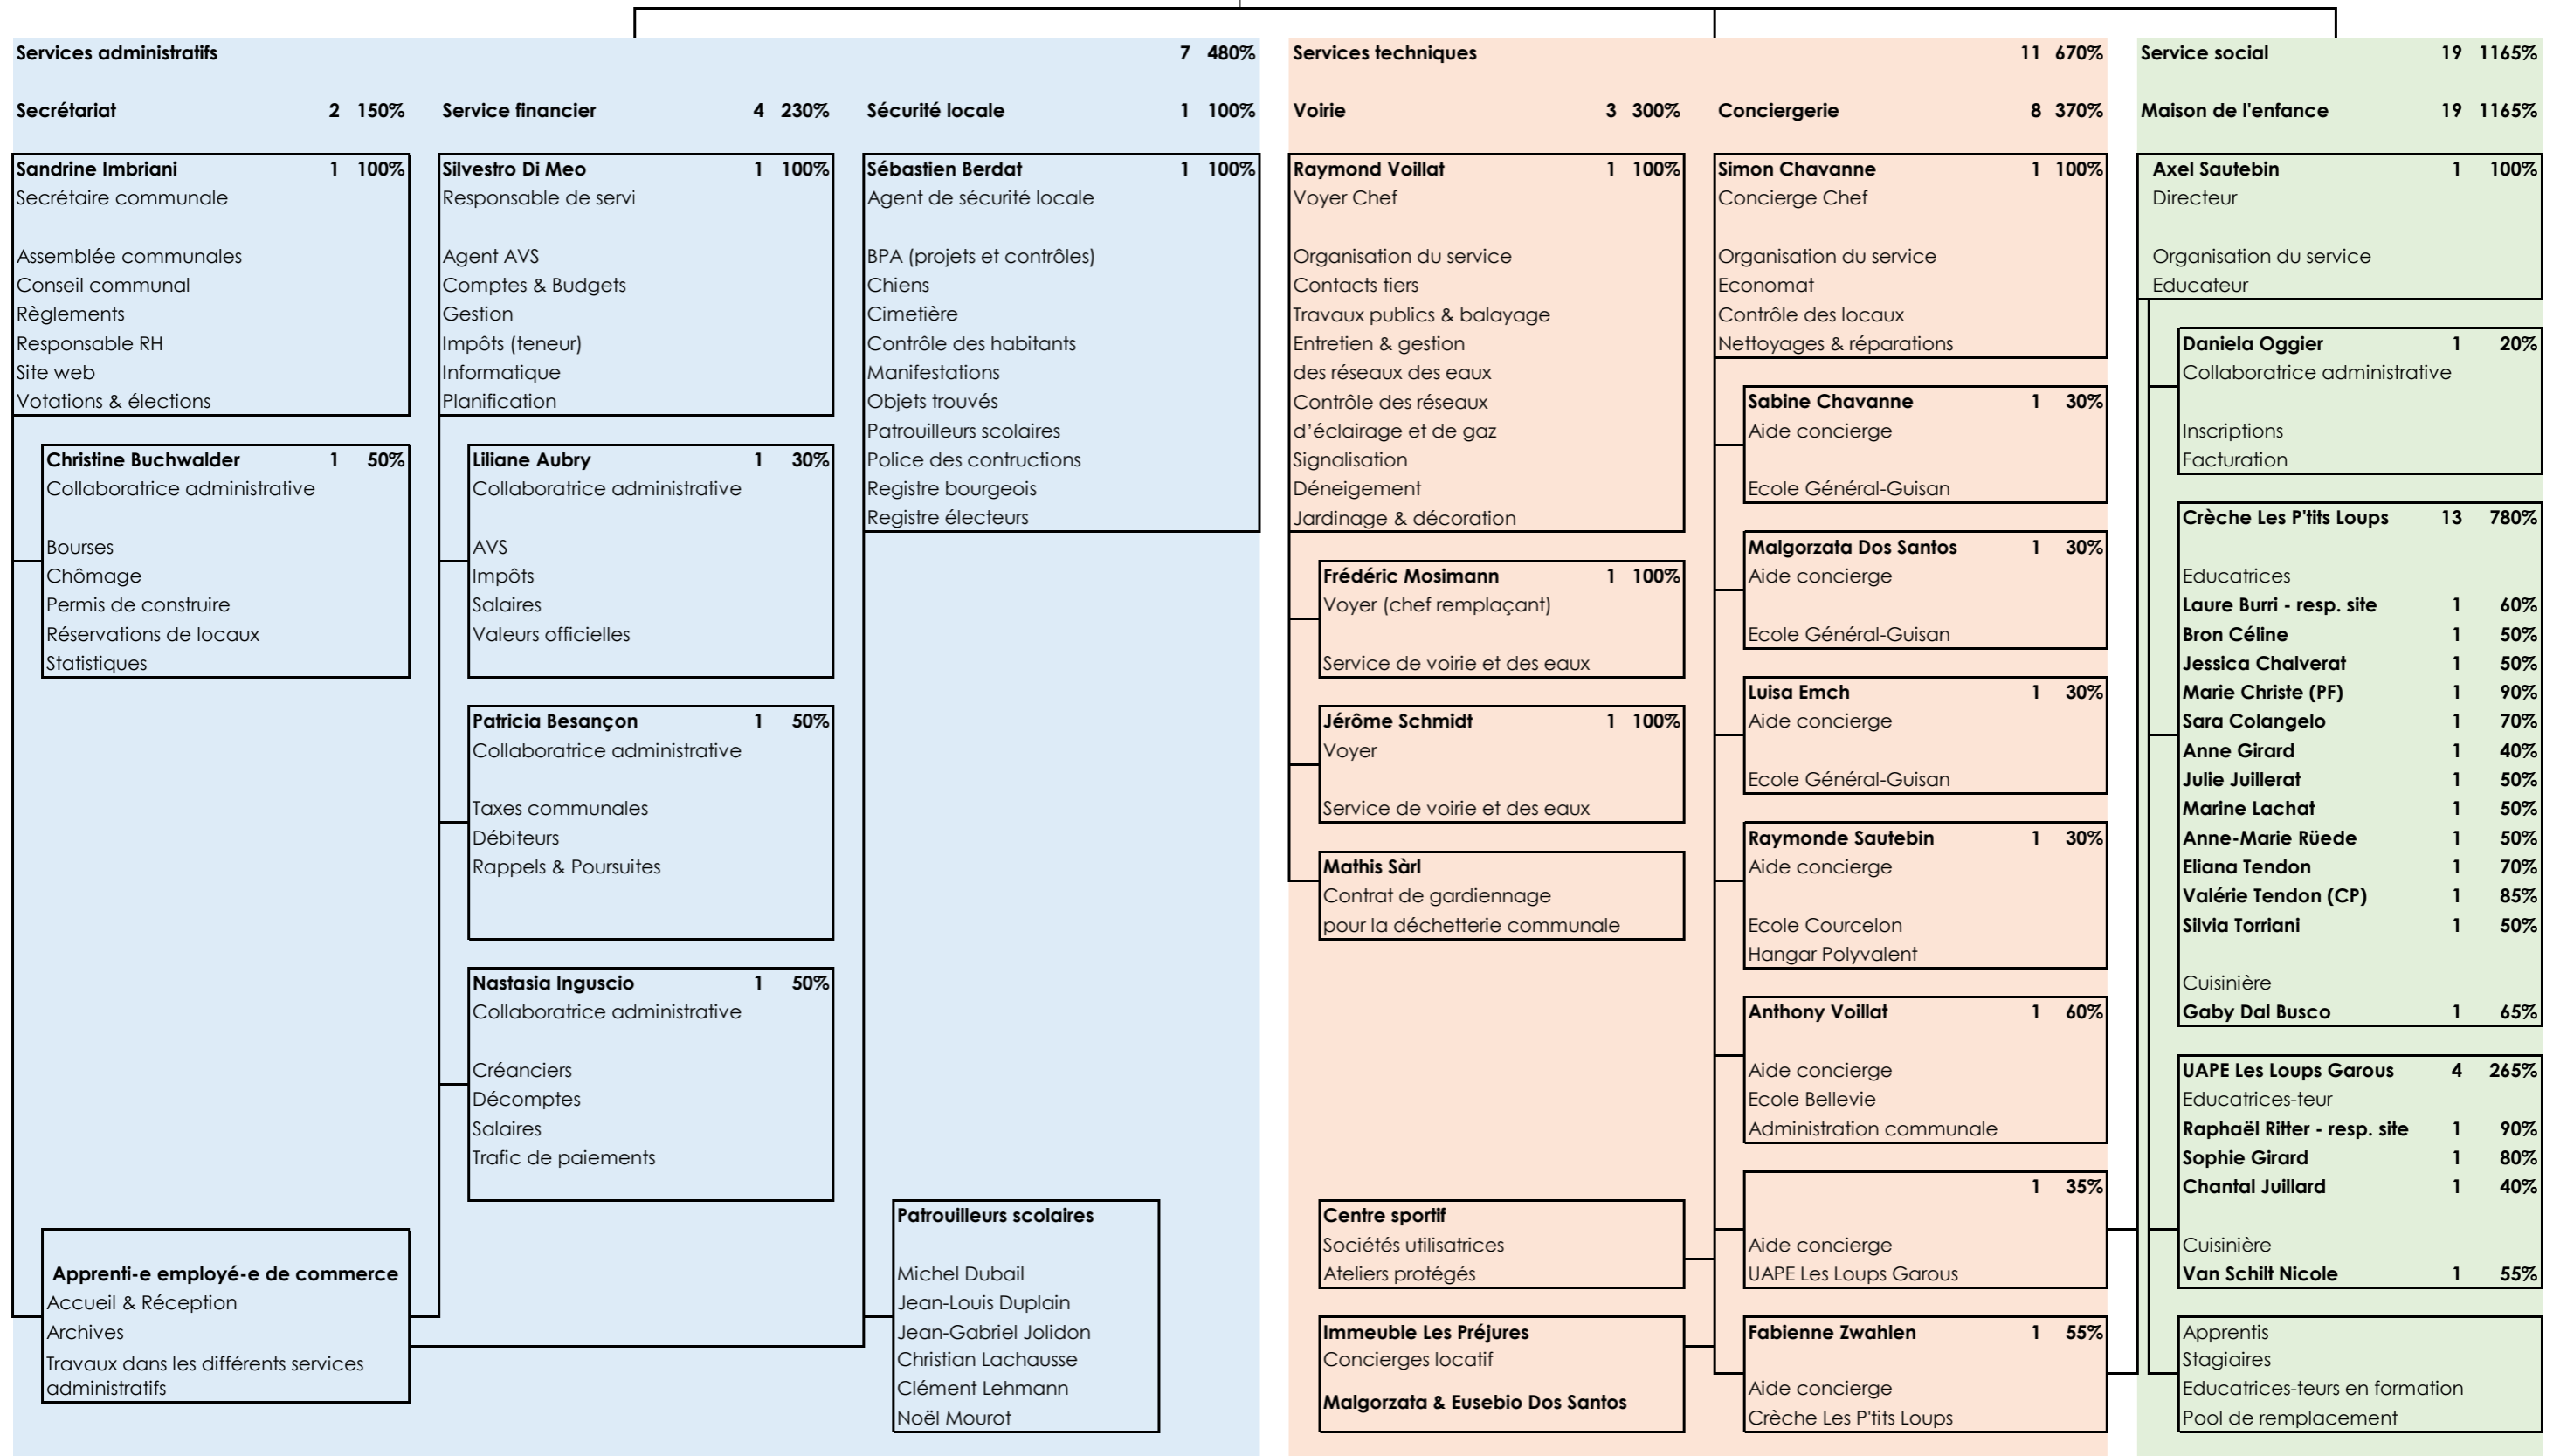 Services administratifs 7 480%
Secrétariat 2 150%
Sandrine Imbriani 1 100%
Secrétaire communale
Assemblée communales
Conseil communal
Règlements
Responsable RH
Site web
Votations & élections
Christine Buchwalder 1 50%
Collaboratrice administrative
Bourses
Chômage
Permis de construire
Réservations de locaux
Statistiques
Apprenti-e employé-e de commerce
Accueil & Réception
Archives
Travaux dans les différents services
administratifs
Service financier 4 230%
Silvestro Di Meo 1 100%
Responsable de servi
Agent AVS
Comptes & Budgets
Gestion
Impôts (teneur)
Informatique
Planification
Liliane Aubry 1 30%
Collaboratrice administrative
AVS
Impôts
Salaires
Valeurs officielles
Patricia Besançon 1 50%
Collaboratrice administrative
Taxes communales
Débiteurs
Rappels & Poursuites
Nastasia Inguscio 1 50%
Collaboratrice administrative
Créanciers
Décomptes
Salaires
Trafic de paiements
Sécurité locale 1 100%
Sébastien Berdat 1 100%
Agent de sécurité locale
BPA (projets et contrôles)
Chiens
Cimetière
Contrôle des habitants
Manifestations
Objets trouvés
Patrouilleurs scolaires
Police des contructions
Registre bourgeois
Registre électeurs
Patrouilleurs scolaires
Michel Dubail
Jean-Louis Duplain
Jean-Gabriel Jolidon
Christian Lachausse
Clément Lehmann
Noël Mourot
Services techniques 11 670%
Voirie 3 300%
Raymond Voillat 1 100%
Voyer Chef
Organisation du service
Contacts tiers
Travaux publics & balayage
Entretien & gestion
des réseaux des eaux
Contrôle des réseaux
d’éclairage et de gaz
Signalisation
Déneigement
Jardinage & décoration
Frédéric Mosimann 1 100%
Voyer (chef remplaçant)
Service de voirie et des eaux
Jérôme Schmidt 1 100%
Voyer
Service de voirie et des eaux
Mathis Sàrl
Contrat de gardiennage
pour la déchetterie communale
Centre sportif
Sociétés utilisatrices
Ateliers protégés
Immeuble Les Préjures
Concierges locatif
Malgorzata & Eusebio Dos Santos
Conciergerie 8 370%
Simon Chavanne 1 100%
Concierge Chef
Organisation du service
Economat
Contrôle des locaux
Nettoyages & réparations
Sabine Chavanne 1 30%
Aide concierge
Ecole Général-Guisan
Malgorzata Dos Santos 1 30%
Aide concierge
Ecole Général-Guisan
Luisa Emch 1 30%
Aide concierge
Ecole Général-Guisan
Raymonde Sautebin 1 30%
Aide concierge
Ecole Courcelon
Hangar Polyvalent
Anthony Voillat 1 60%
Aide concierge
Ecole Bellevie
Administration communale
1 35%
Aide concierge
UAPE Les Loups Garous
Fabienne Zwahlen 1 55%
Aide concierge
Crèche Les P'tits Loups
Service social 19 1165%
Maison de l'enfance 19 1165%
Axel Sautebin 1 100%
Directeur
Organisation du service
Educateur
Daniela Oggier 1 20%
Collaboratrice administrative
Inscriptions
Facturation
Crèche Les P'tits Loups 13 780%
Educatrices
Laure Burri - resp. site 1 60%
Bron Céline 1 50%
Jessica Chalverat 1 50%
Marie Christe (PF) 1 90%
Sara Colangelo 1 70%
Anne Girard 1 40%
Julie Juillerat 1 50%
Marine Lachat 1 50%
Anne-Marie Rüede 1 50%
Eliana Tendon 1 70%
Valérie Tendon (CP) 1 85%
Silvia Torriani 1 50%
Cuisinière
Gaby Dal Busco 1 65%
UAPE Les Loups Garous 4 265%
Educatrices-teur
Raphaël Ritter - resp. site 1 90%
Sophie Girard 1 80%
Chantal Juillard 1 40%
Cuisinière
Van Schilt Nicole 1 55%
Apprentis
Stagiaires
Educatrices-teurs en formation
Pool de remplacement